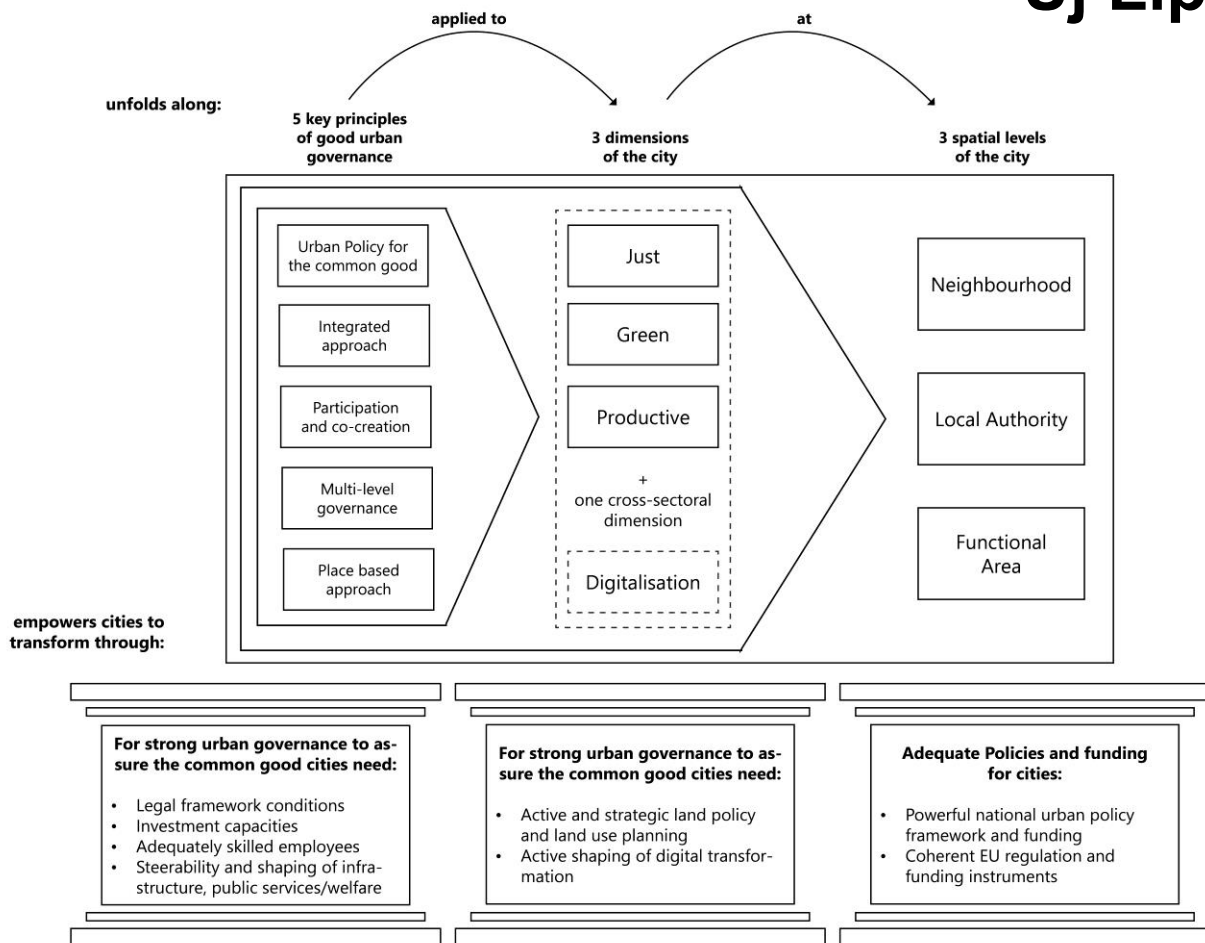 Új Lip
applied to
at
unfolds along:
5 key principles
of good urban
governance
3 dimensions
of the city
3 spatial levels
of the city
Urban Policy for
the common good
Integrated
approach
Participation
and co-creation
Multi-level
governance
Place based
approach
Just
Green
Productive
+
one cross-sectoral
dimension
Digitalisation
Neighbourhood
Local Authority
Functional
Area
empowers cities to
transform through:
For strong urban governance to as-
sure the common good cities need:
• Legal framework conditions
• Investment capacities
• Adequately skilled employees
• Steerability and shaping of infra-
structure, public services/welfare
For strong urban governance to as-
sure the common good cities need:
• Active and strategic land policy
and land use planning
• Active shaping of digital transfor-
mation
Adequate Policies and funding
for cities:
• Powerful national urban policy
framework and funding
• Coherent EU regulation and
funding instruments